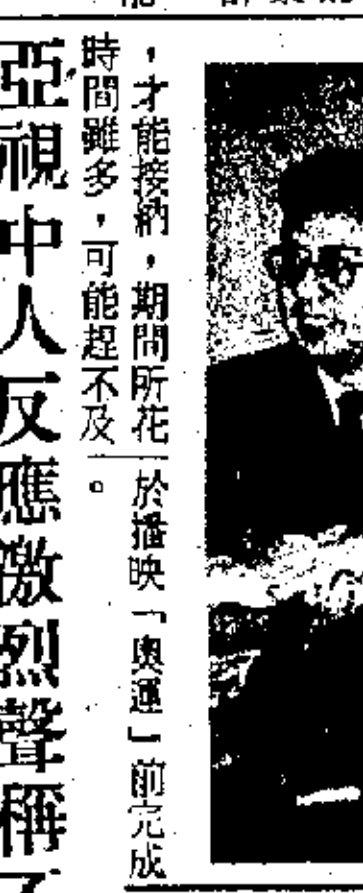 ，才能接納，期間所花
時間雖多，可能趕不及
於播映「奧運」前完成
。
亞視中人反應激烈聲稱